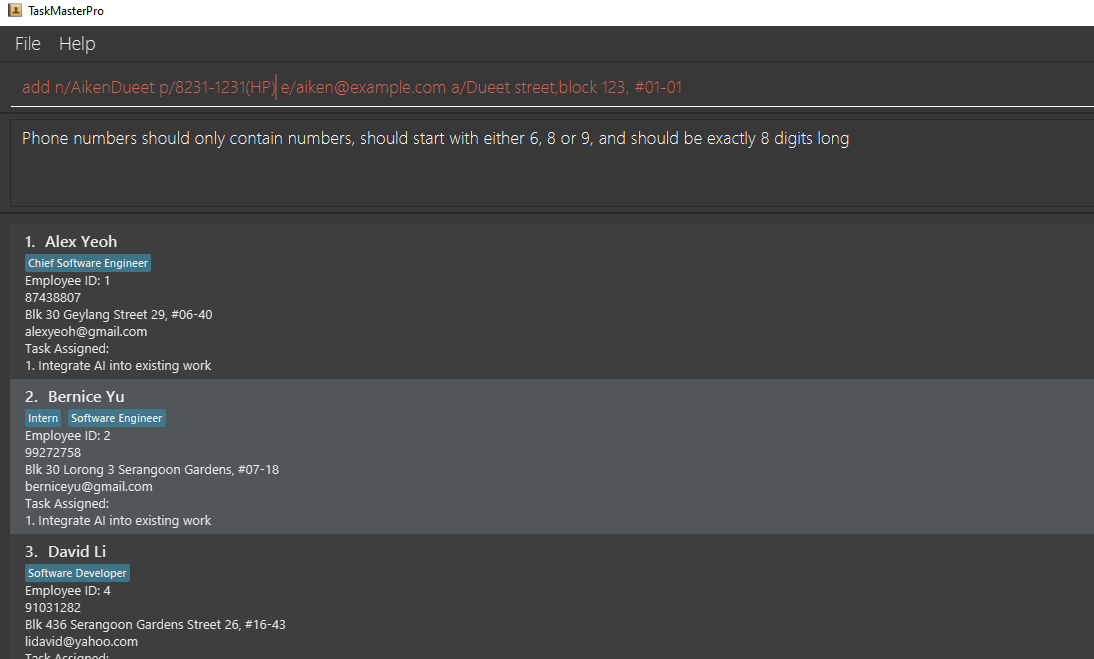 TaskMasterPro
File Help
add n/AikenDueet p/8231-1231(HP) e/aiken@example.com a/Dueet street,block 123, #01-01
Phone numbers should only contain numbers, should start with either 6, 8 or 9, and should be exactly 8 digits long
1. Alex Yeoh
Chief Software Engineer
Employee ID: 1
87438807
Blk 30 Geylang Street 29, #06-40
alexyeoh@gmail.com
Task Assigned:
1. Integrate AI into existing work
2. Bernice Yu
Intern Software Engineer
Employee ID: 2
99272758
Blk 30 Lorong 3 Serangoon Gardens, #07-18
berniceyu@gmail.com
Task Assigned:
1. Integrate AI into existing work
3. David Li
Software Developer
Employee ID: 4
91031282
Blk 436 Serangoon Gardens Street 26, #16-43
lidavid@yahoo.com
Task Assigned: